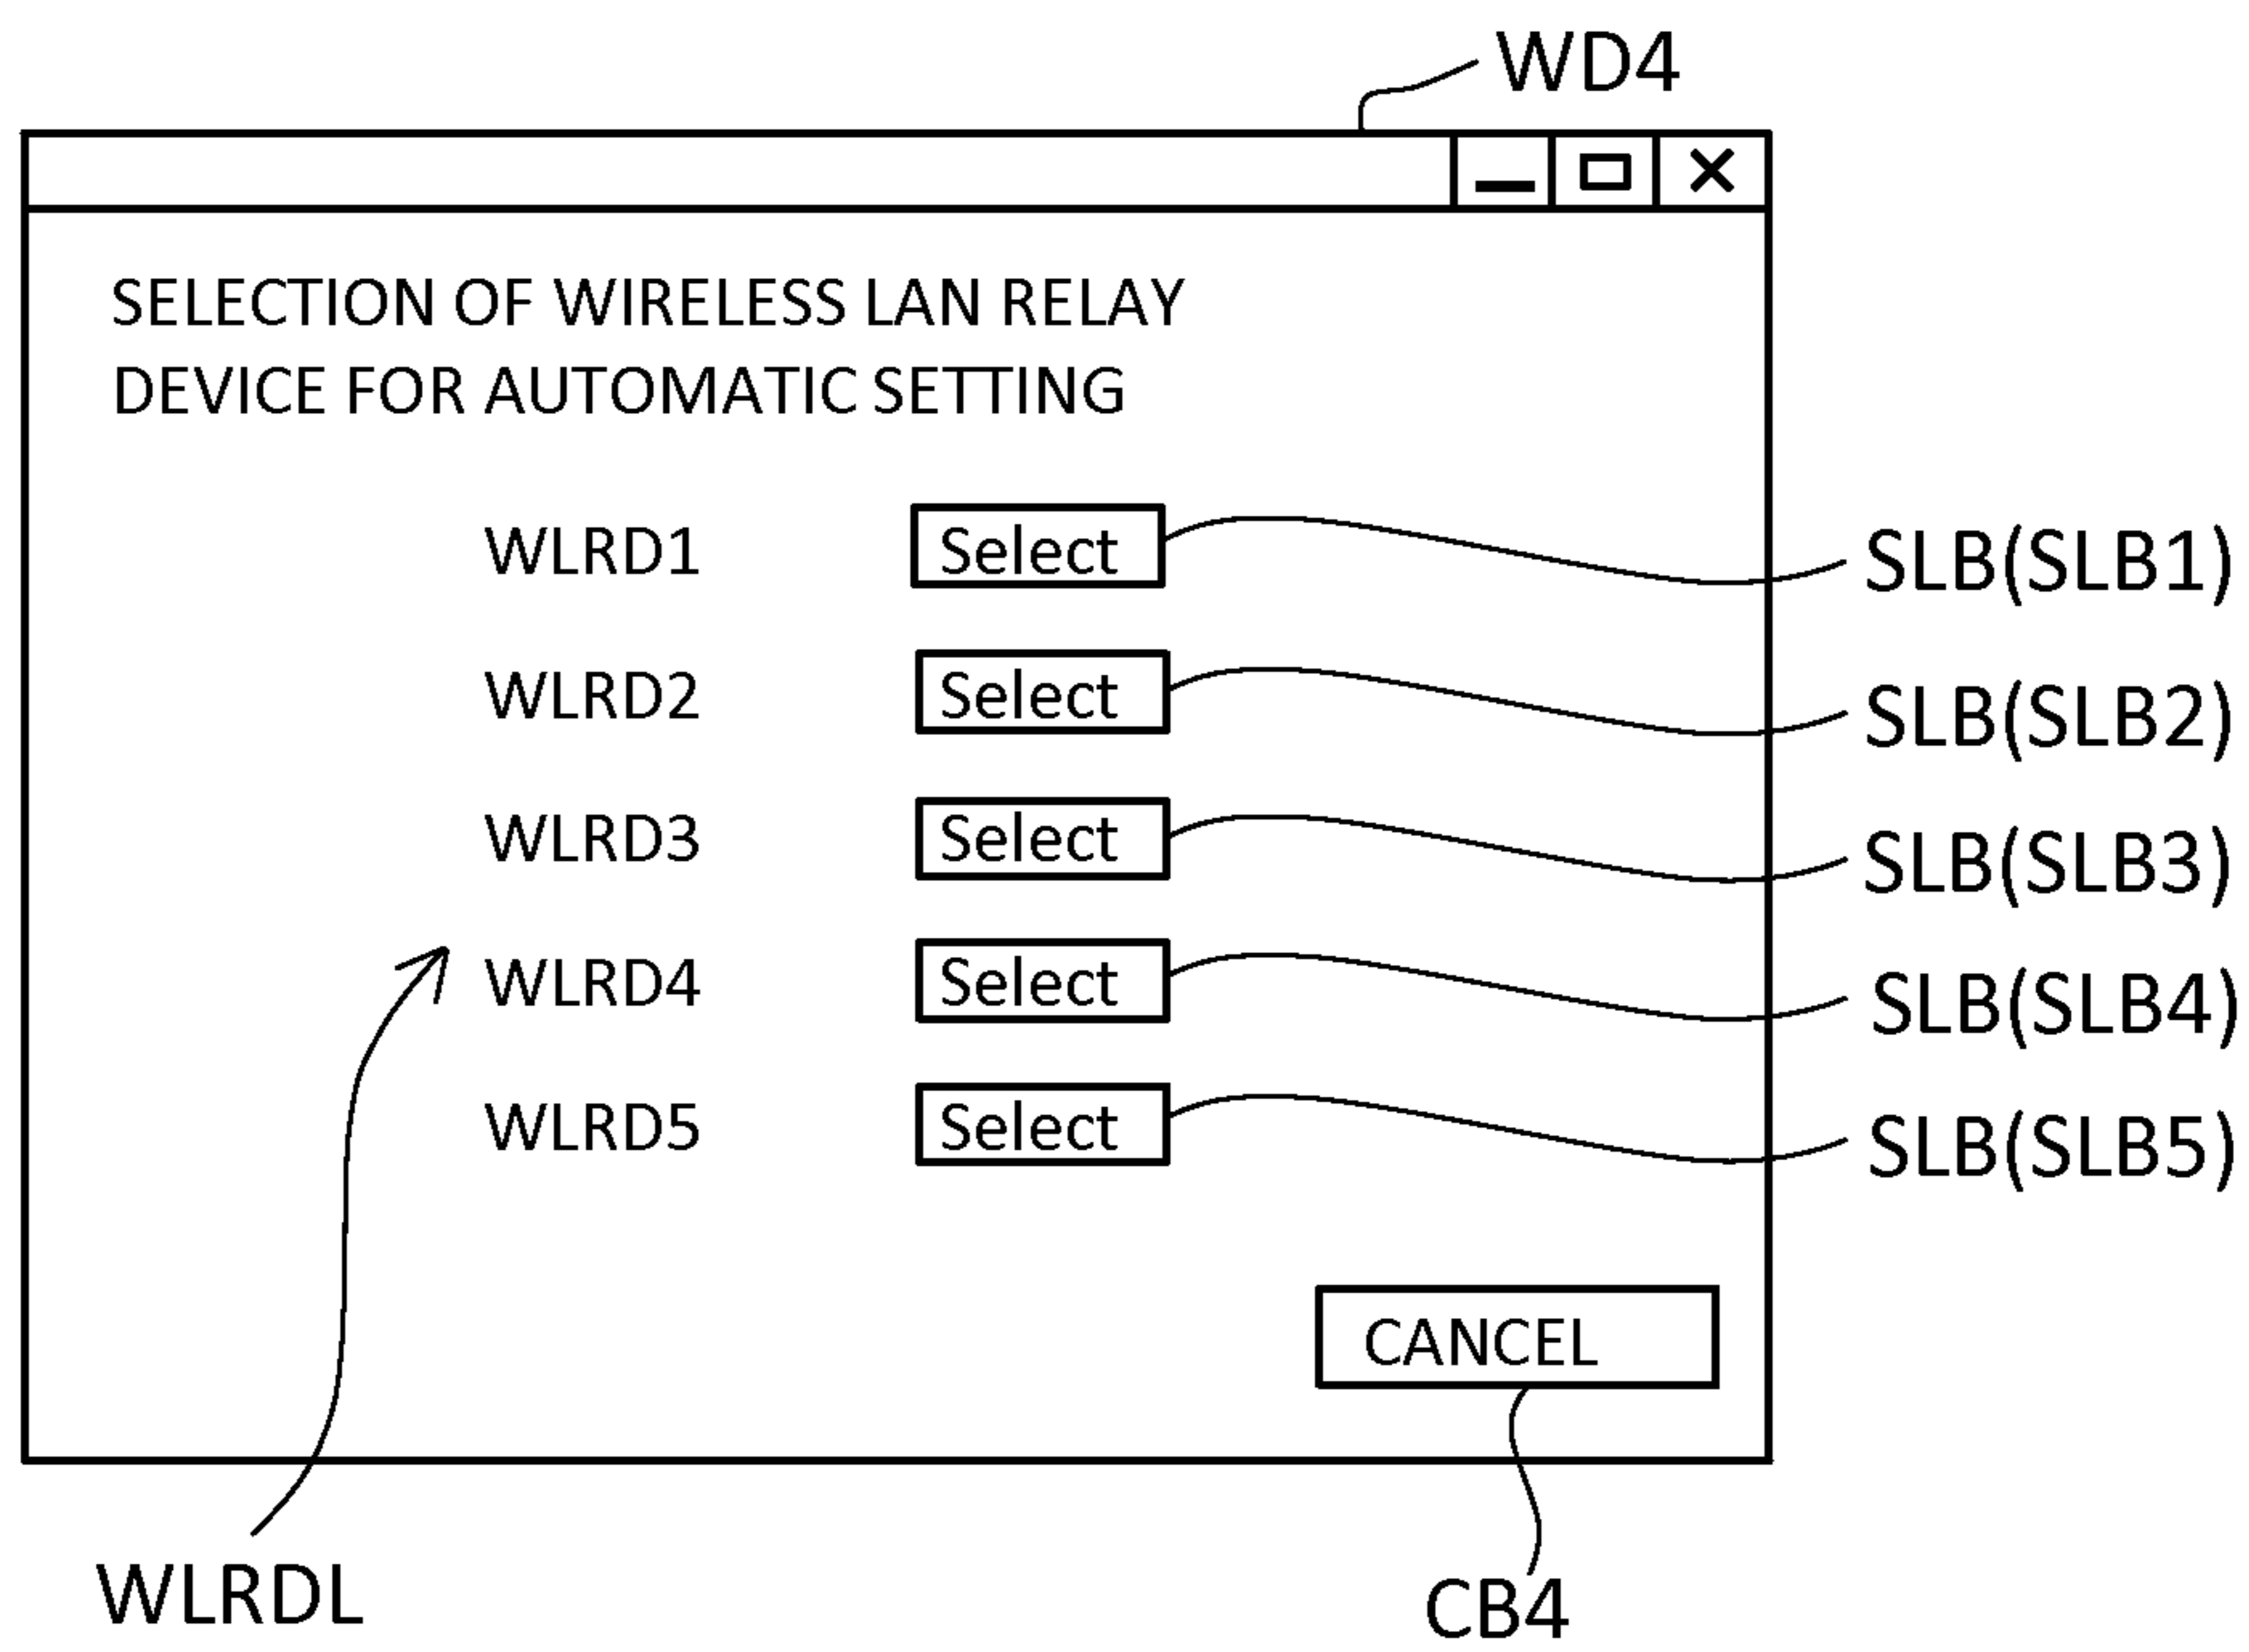 WD4
SELECTION OF WIRELESS LAN RELAY
DEVICE FOR AUTOMATIC SETTING
WLRD1 Select SLB(SLB1)
WLRD2 Select SLB(SLB2)
WLRD3 Select SLB(SLB3)
WLRD4 Select SLB(SLB4)
WLRD5 Select SLB(SLB5)
CANCEL
WLRDL CB4